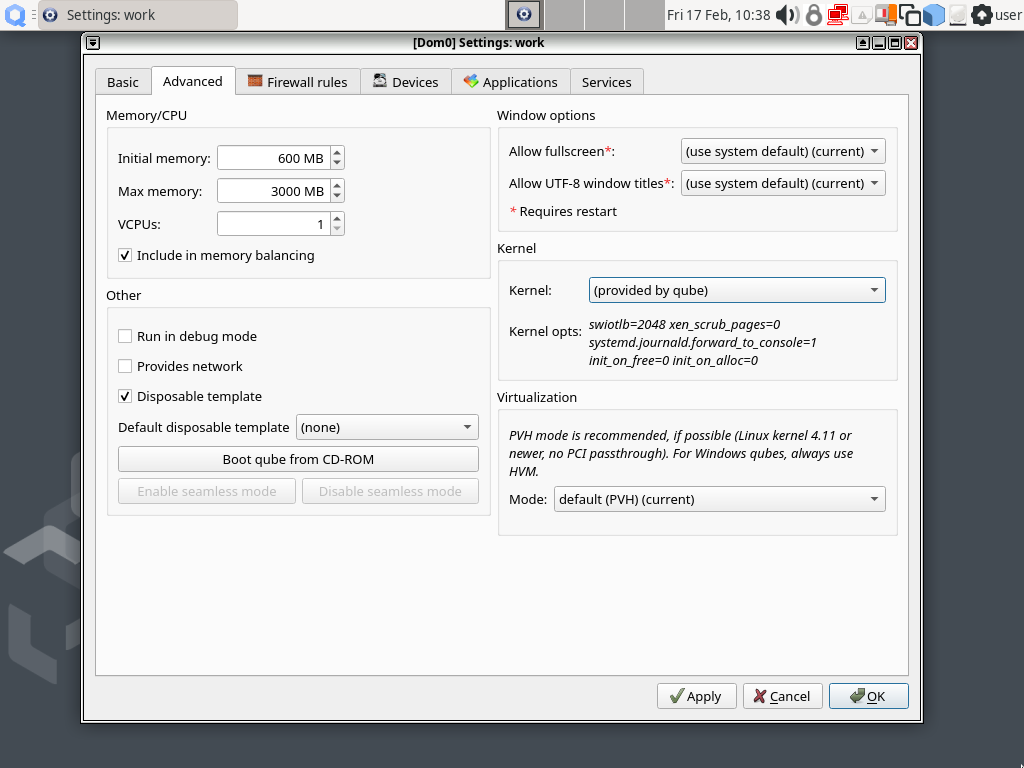 Settings: work
Fri 17 Feb, 10:38
user
[Dom0] Settings: work
Basic
Advanced
Firewall rules
Devices
Applications
Services
Memory/CPU
Initial memory: 600 MB
Max memory: 3000 MB
VCPUs: 1
Include in memory balancing
Other
Run in debug mode
Provides network
Disposable template
Default disposable template (none)
Boot qube from CD-ROM
Enable seamless mode
Disable seamless mode
Window options
Allow fullscreen*: (use system default) (current)
Allow UTF-8 window titles*: (use system default) (current)
* Requires restart
Kernel
Kernel: (provided by qube)
Kernel opts: swiotlb=2048 xen_scrub_pages=0
systemd.journald.forward_to_console=1
init_on_free=0 init_on_alloc=0
Virtualization
PVH mode is recommended, if possible (Linux kernel 4.11 or
newer, no PCI passthrough). For Windows qubes, always use
HVM.
Mode: default (PVH) (current)
Apply
Cancel
OK